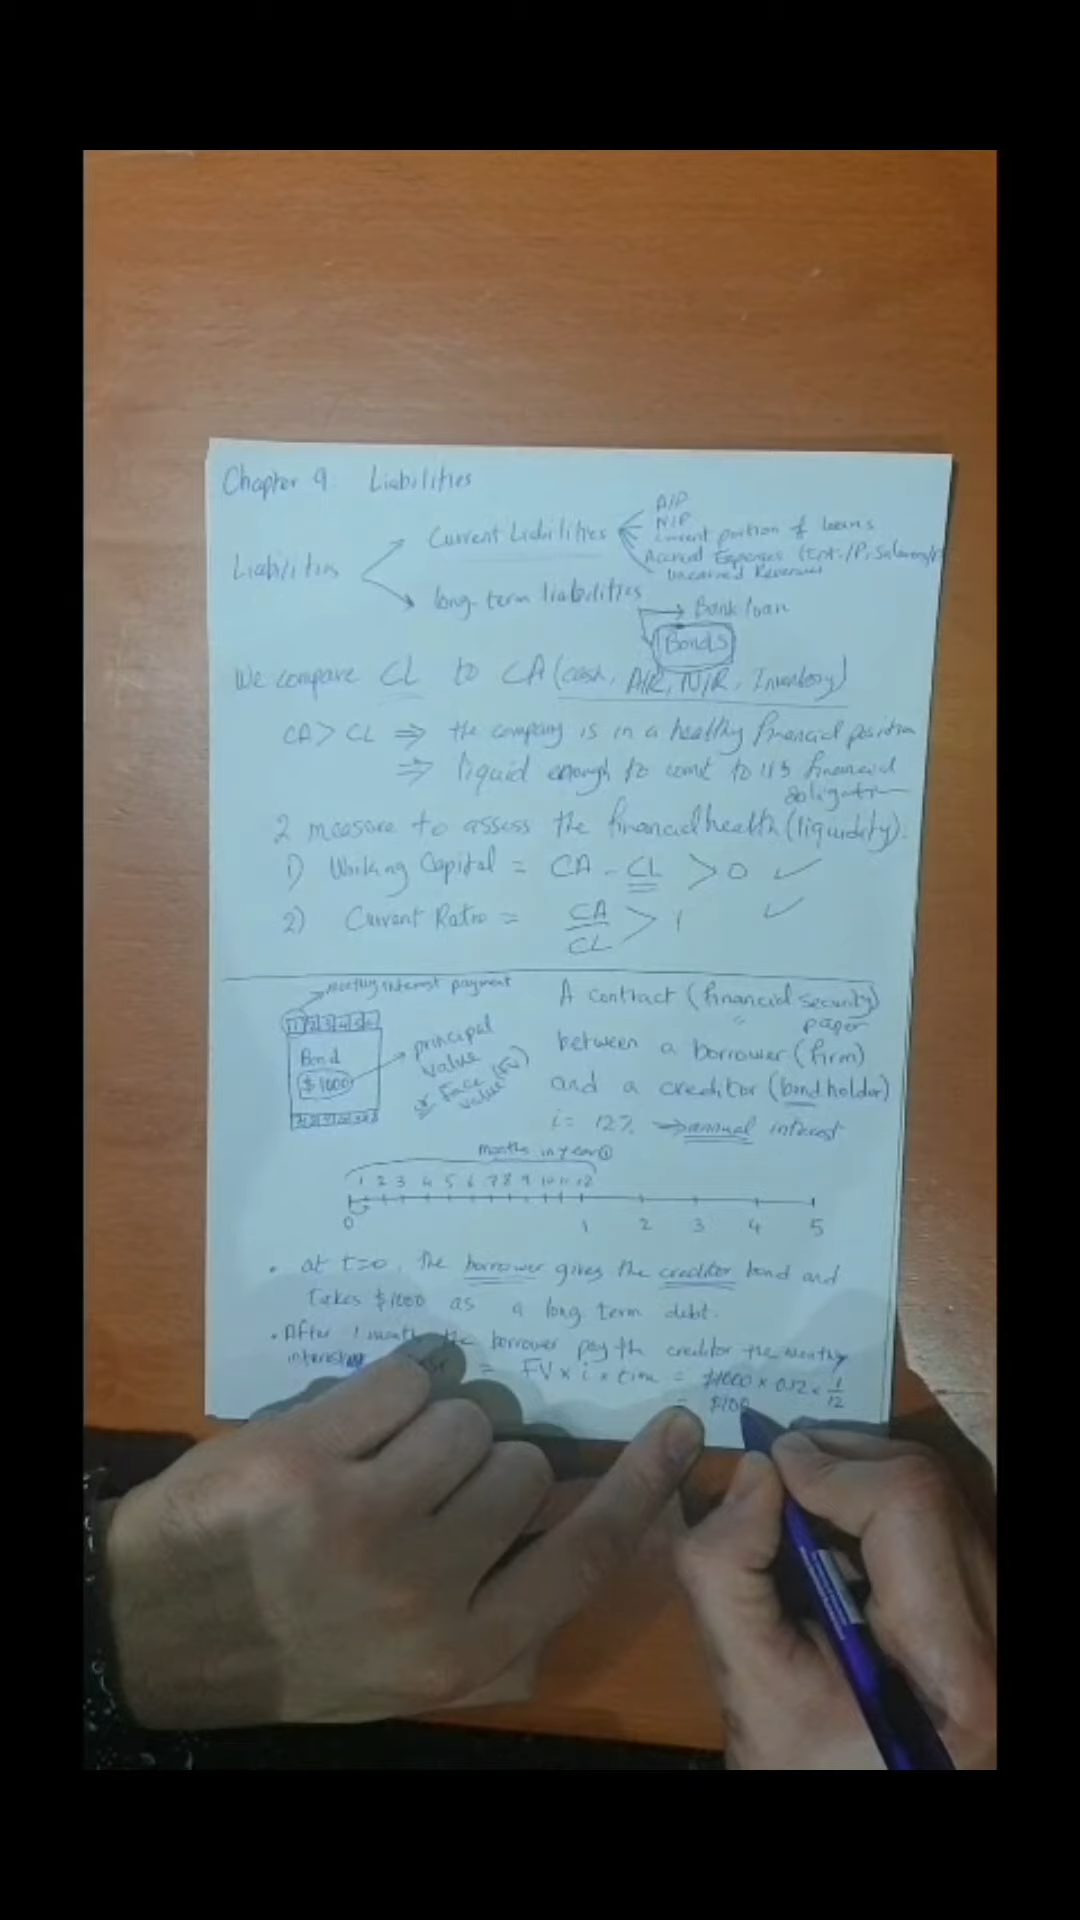 Chapter 9. Liabilities
A/P
N/P
Current Liabilities
Current portion of loans
Accrued Expenses (Int./P, Salaries/P)
Liabilities
Unearned Revenues
long-term liabilities
Bank loan
Bonds
We compare CL to CA (cash, A/R, N/R, Inventory)
CA > CL ⇒ the company is in a healthy financial position
⇒ liquid enough to comit to its financial
obligation
2 measure to assess the financial health (liquidity).
1) Working Capital = CA - CL > 0 ✓
2) Current Ratio = CA/CL > 1 ✓
monthly interest payment
A contract (financial security)
paper
Bond
$1000
principal
value
or Face
value (FV)
between a borrower (firm)
and a creditor (bondholder)
i = 12% → annual interest
months in year ①
1 2 3 4 5 6 7 8 9 10 11 12
0 1 2 3 4 5
• at t=0, the borrower gives the creditor bond and
Takes $1000 as a long term debt.
• After 1 month the borrower pay the creditor the monthly
interest = FV × i × time = $1000 × 0.12 × 1/12
= $100